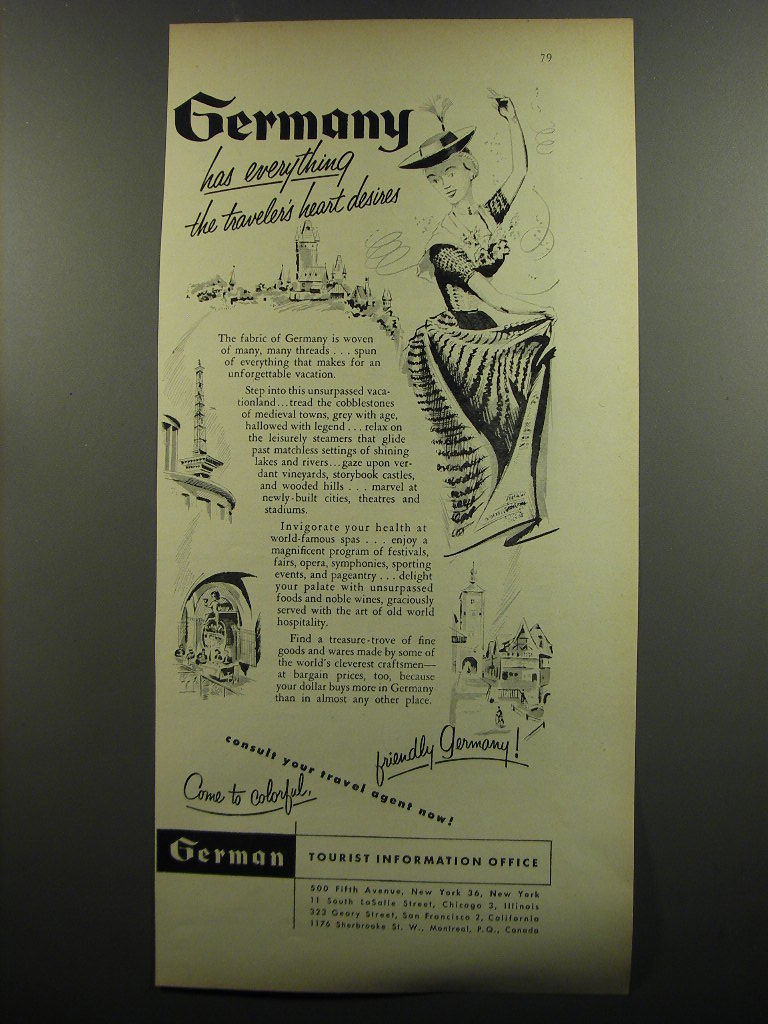 79
Germany
has everything
the traveler's heart desires
The fabric of Germany is woven
of many, many threads . . . spun
of everything that makes for an
unforgettable vacation.
Step into this unsurpassed vaca-
tionland...tread the cobblestones
of medieval towns, grey with age,
hallowed with legend . . . relax on
the leisurely steamers that glide
past matchless settings of shining
lakes and rivers...gaze upon ver-
dant vineyards, storybook castles,
and wooded hills . . . marvel at
newly-built cities, theatres and
stadiums.
Invigorate your health at
world-famous spas . . . enjoy a
magnificent program of festivals,
fairs, opera, symphonies, sporting
events, and pageantry . . . delight
your palate with unsurpassed
foods and noble wines, graciously
served with the art of old world
hospitality.
Find a treasure-trove of fine
goods and wares made by some of
the world's cleverest craftsmen—
at bargain prices, too, because
your dollar buys more in Germany
than in almost any other place.
Come to colorful,
friendly Germany!
consult your travel agent now!
German
TOURIST INFORMATION OFFICE
500 Fifth Avenue, New York 36, New York
11 South LaSalle Street, Chicago 3, Illinois
323 Geary Street, San Francisco 2, California
1176 Sherbrooke St. W., Montreal, P.Q., Canada